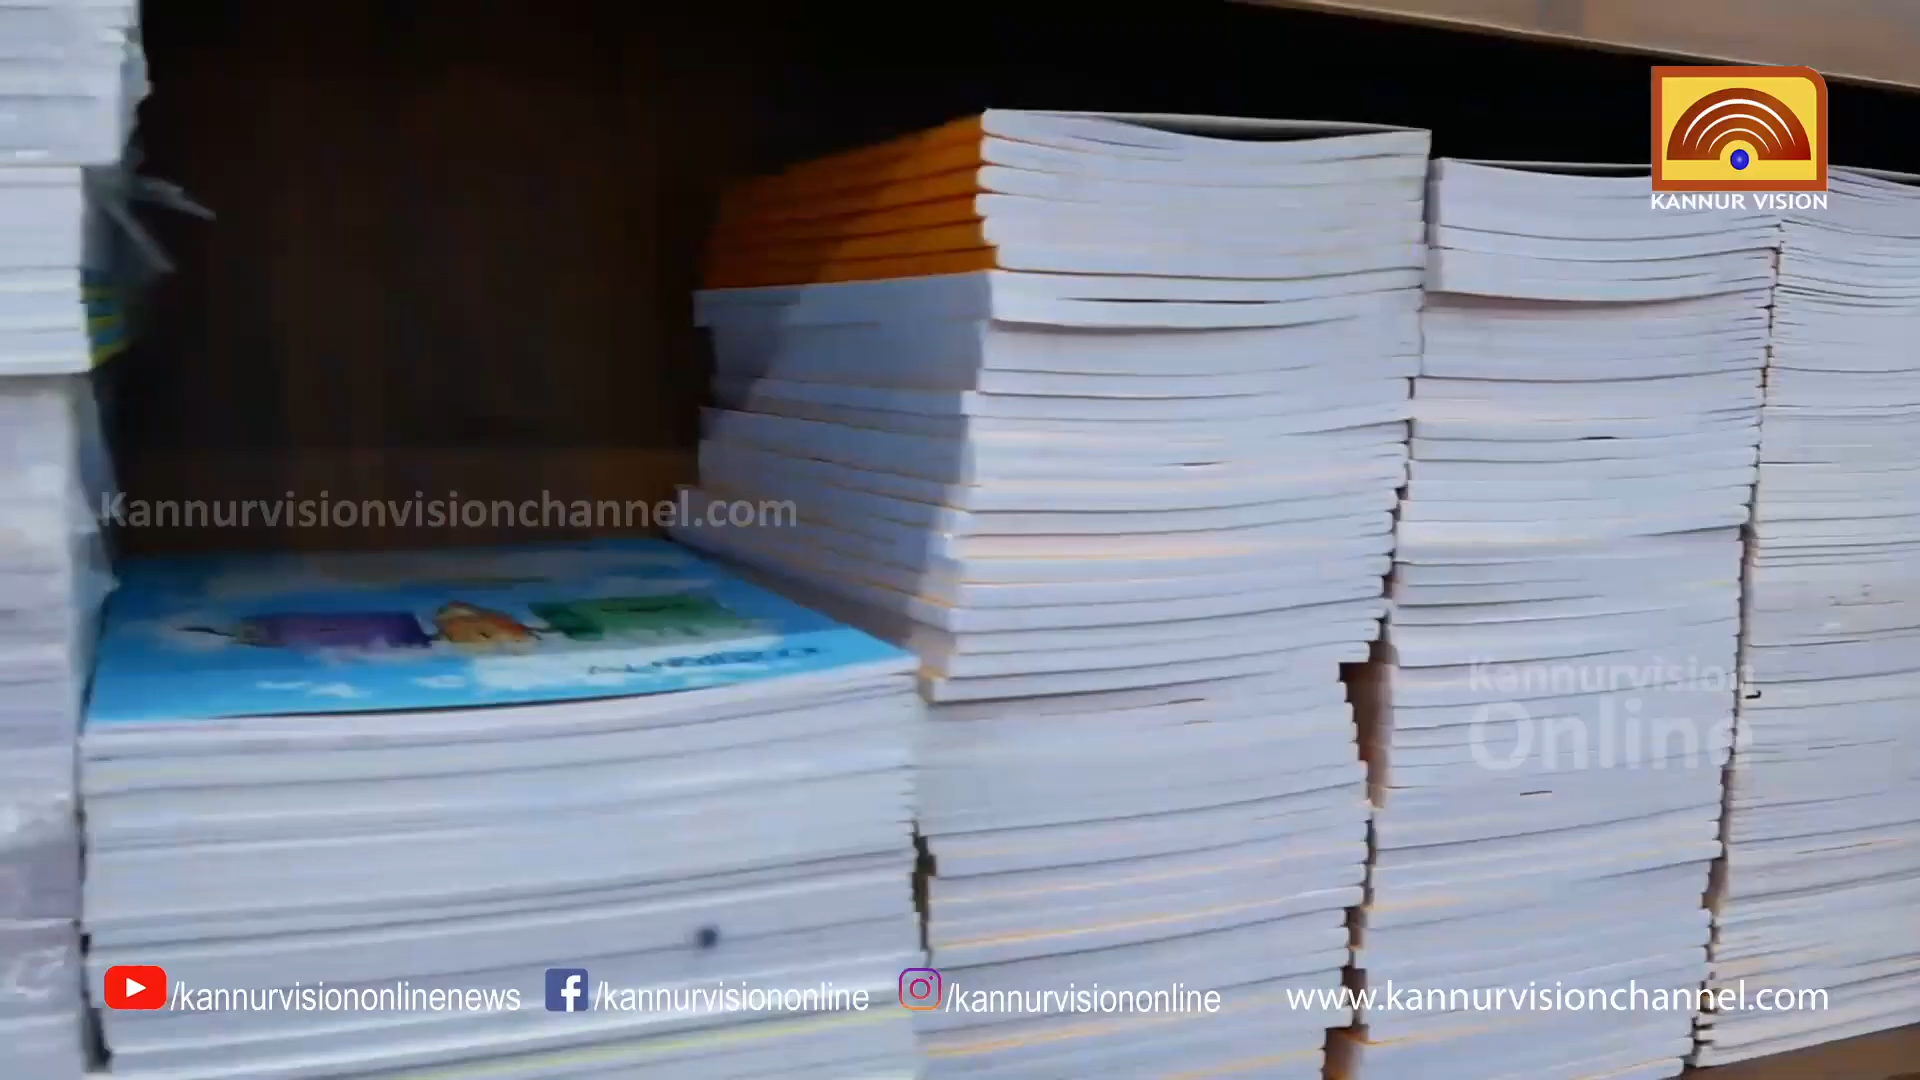 KANNUR VISION
Kannurvisionvisionchannel.com
Kannurvision
Online
/kannurvisiononlinenews
/kannurvisiononline
/kannurvisiononline
www.kannurvisionchannel.com